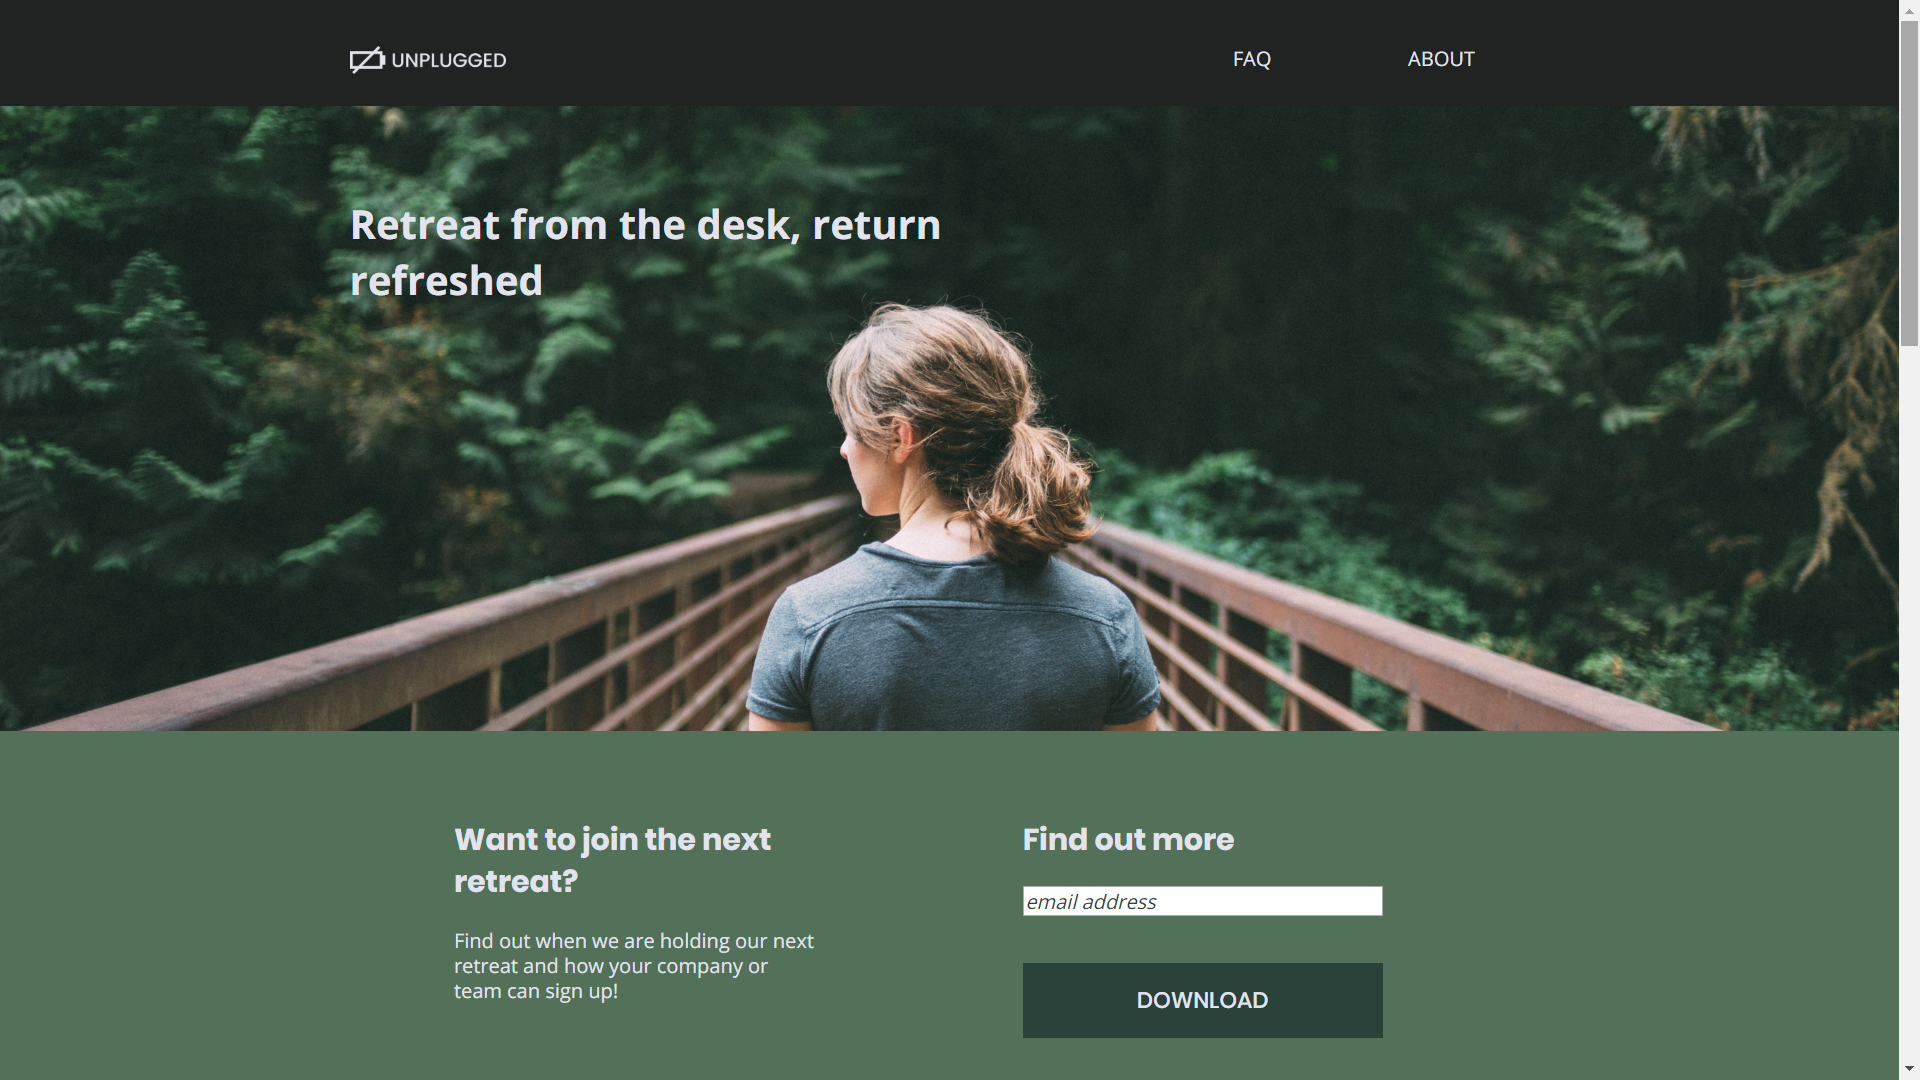 UNPLUGGED
FAQ
ABOUT
Retreat from the desk, return
refreshed
Want to join the next
retreat?
Find out when we are holding our next
retreat and how your company or
team can sign up!
Find out more
email address
DOWNLOAD